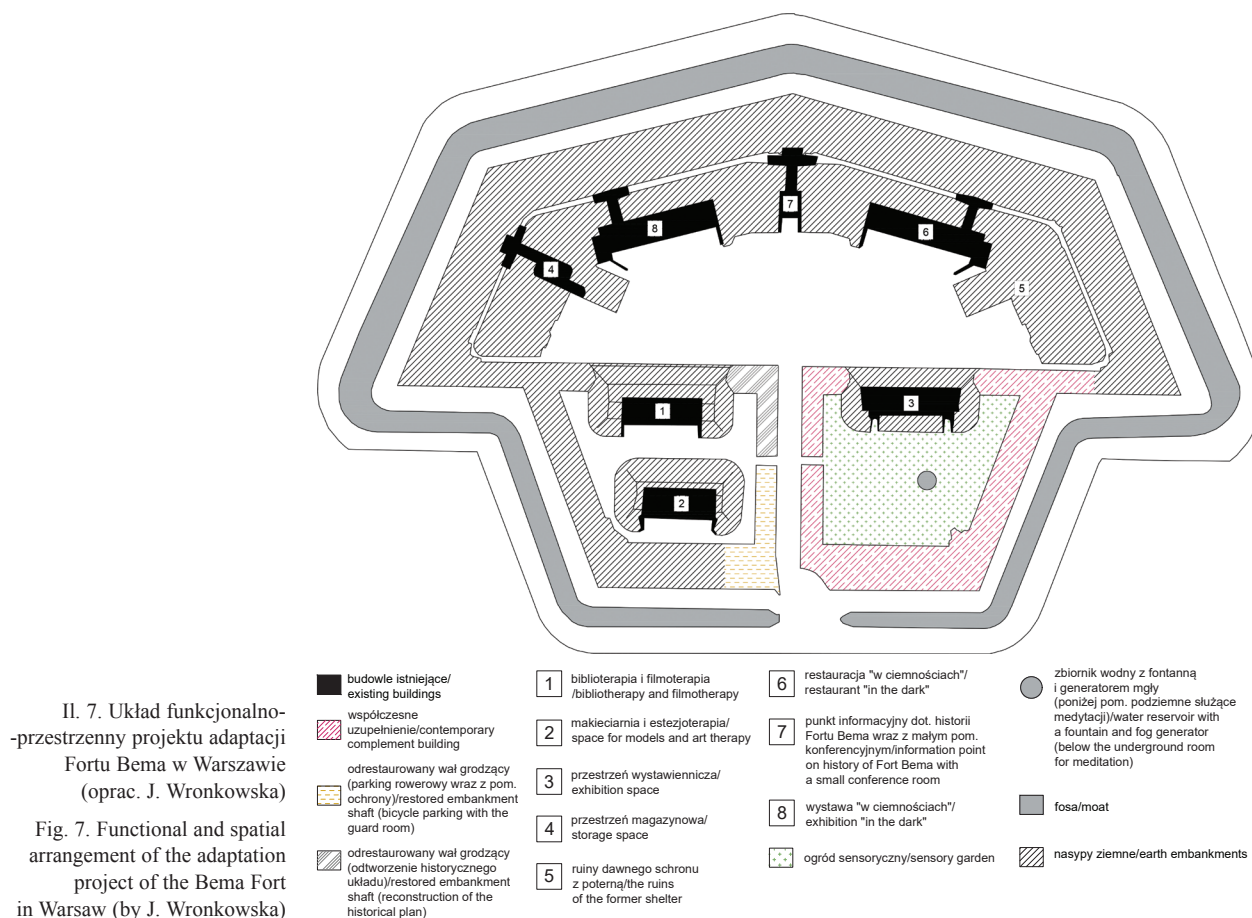 7
8
6
4
5
1
3
2
Il. 7. Układ funkcjonalno-
-przestrzenny projektu adaptacji
Fortu Bema w Warszawie
(oprac. J. Wronkowska)
Fig. 7. Functional and spatial
arrangement of the adaptation
project of the Bema Fort
in Warsaw (by J. Wronkowska)
budowle istniejące/
existing buildings
współczesne
uzupełnienie/contemporary
complement building
odrestaurowany wał grodzący
(parking rowerowy wraz z pom.
ochrony)/restored embankment
shaft (bicycle parking with the
guard room)
odrestaurowany wał grodzący
(odtworzenie historycznego
układu)/restored embankment
shaft (reconstruction of the
historical plan)
1 biblioterapia i filmoterapia
/bibliotherapy and filmotherapy
2 makieciarnia i estezjoterapia/
space for models and art therapy
3 przestrzeń wystawiennicza/
exhibition space
4 przestrzeń magazynowa/
storage space
5 ruiny dawnego schronu
z poterną/the ruins
of the former shelter
6 restauracja "w ciemnościach"/
restaurant "in the dark"
7 punkt informacyjny dot. historii
Fortu Bema wraz z małym pom.
konferencyjnym/information point
on history of Fort Bema with
a small conference room
8 wystawa "w ciemnościach"/
exhibition "in the dark"
ogród sensoryczny/sensory garden
zbiornik wodny z fontanną
i generatorem mgły
(poniżej pom. podziemne służące
medytacji)/water reservoir with
a fountain and fog generator
(below the underground room
for meditation)
fosa/moat
nasypy ziemne/earth embankments